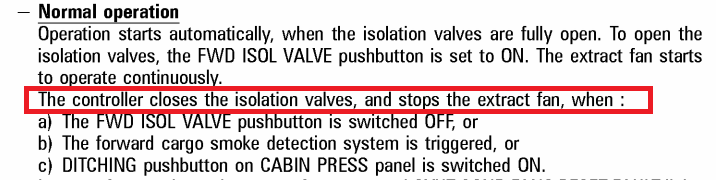 – Normal operation
Operation starts automatically, when the isolation valves are fully open. To open the
isolation valves, the FWD ISOL VALVE pushbutton is set to ON. The extract fan starts
to operate continuously.
The controller closes the isolation valves, and stops the extract fan, when :
a) The FWD ISOL VALVE pushbutton is switched OFF, or
b) The forward cargo smoke detection system is triggered, or
c) DITCHING pushbutton on CABIN PRESS panel is switched ON.